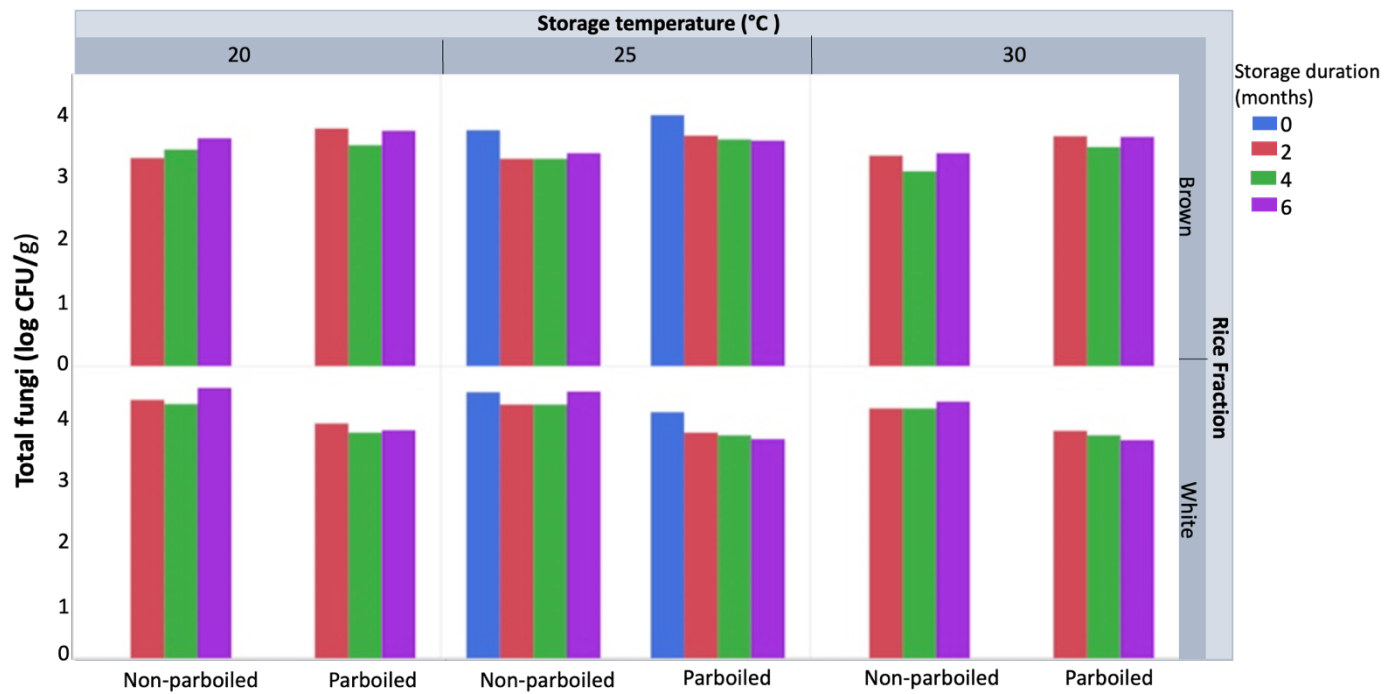 Storage temperature (°C )
20
25
30
Storage duration
(months)
0
2
4
6
Total fungi (log CFU/g)
4
3
2
1
0
Brown
4
3
2
1
0
White
Rice Fraction
Non-parboiled
Parboiled
Non-parboiled
Parboiled
Non-parboiled
Parboiled